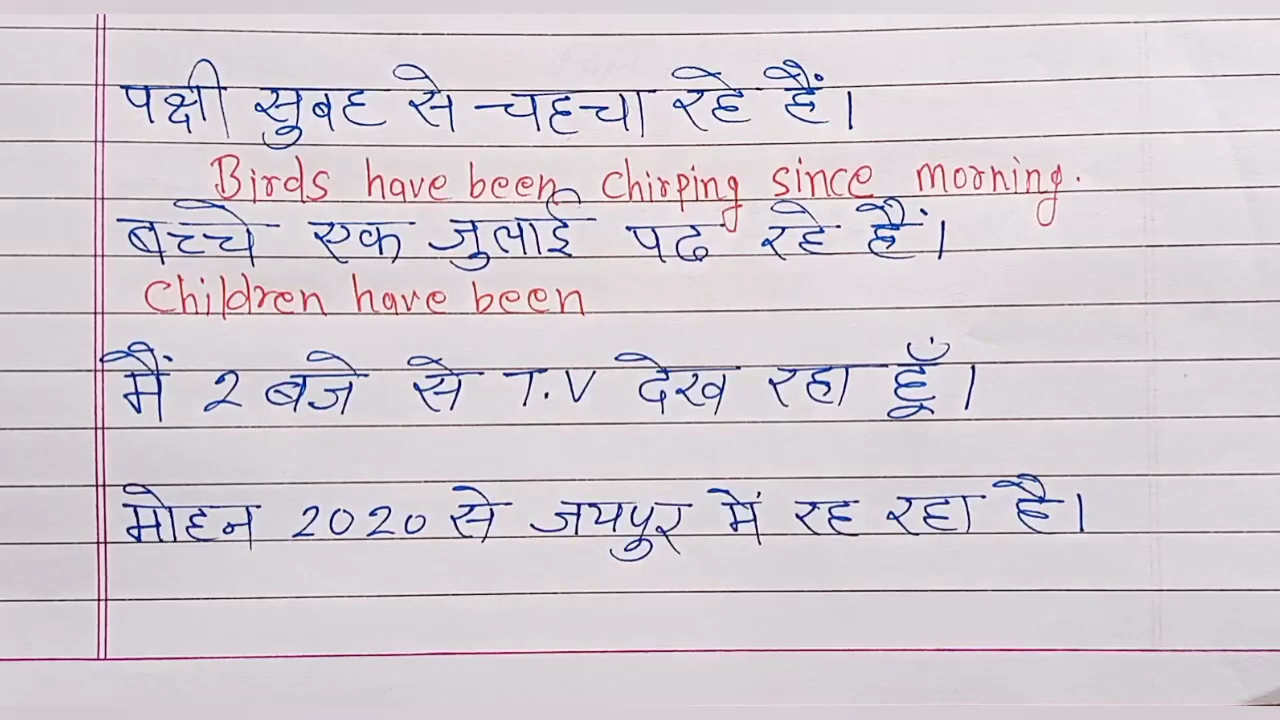 पक्षी सुबह से चहचा रहे हैं।
Birds have been chirping since morning.
बच्चे एक जुलाई पढ रहे हैं।
Children have been
मैं 2 बजे से T.V देख रहा हूँ।
मोहन 2020 से जयपुर में रह रहा है।